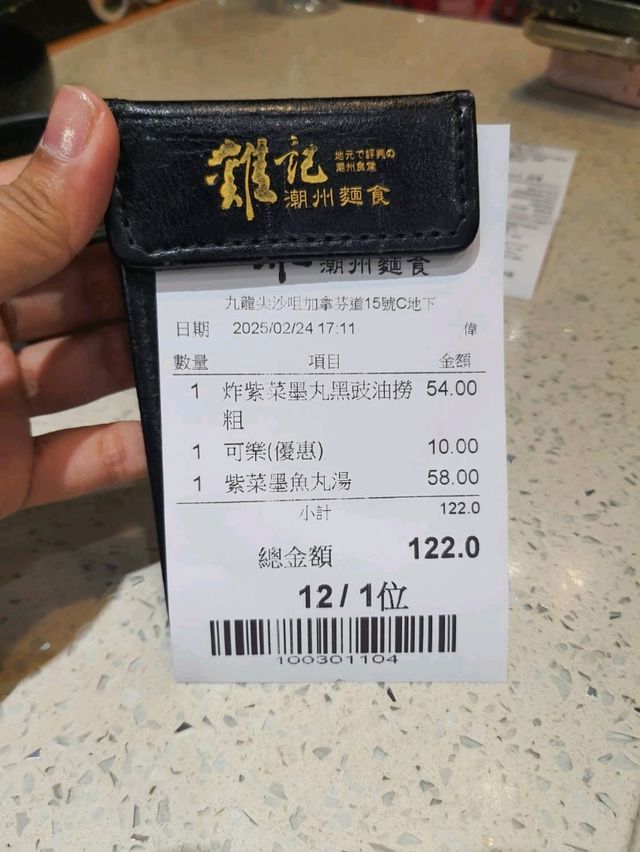 難記
地元で評判の
潮州食堂
潮州麵食
潮州麵食
九龍尖沙咀加拿芬道15號C地下
日期 2025/02/24 17:11 偉
數量 項目 金額
1 炸紫菜墨丸黑豉油撈 54.00
粗
1 可樂(優惠) 10.00
1 紫菜墨魚丸湯 58.00
小計 122.0
總金額 122.0
12 / 1位
100301104